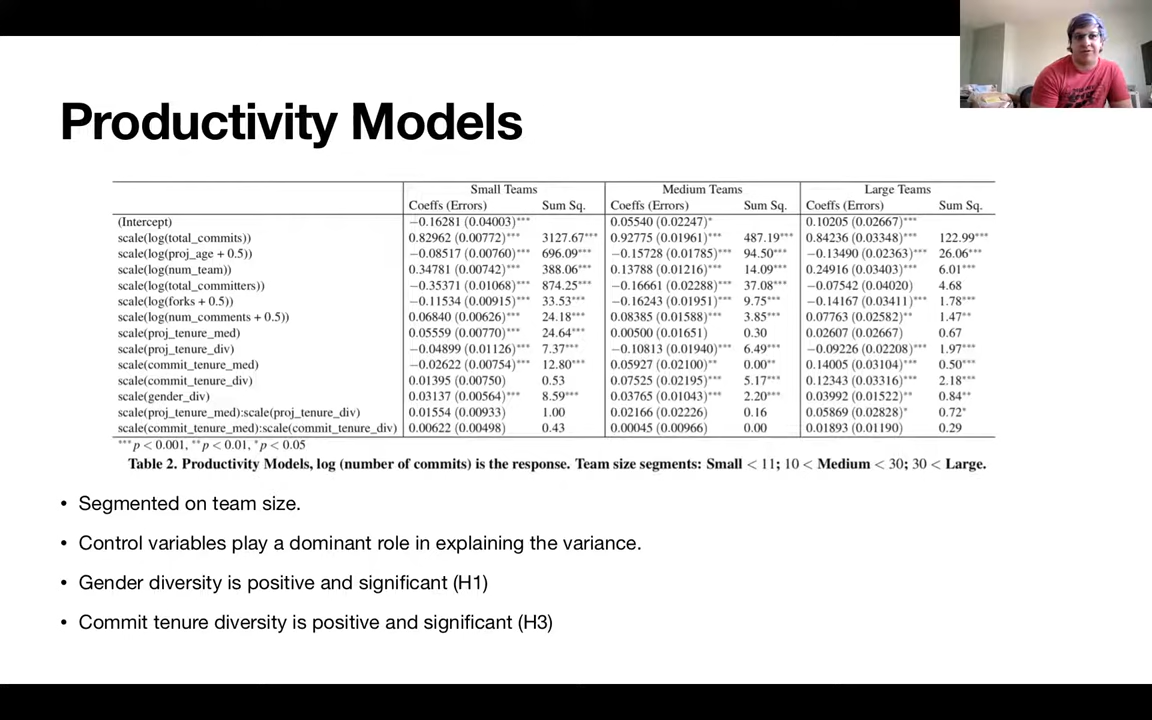 Productivity Models
Small Teams Medium Teams Large Teams
Coeffs (Errors) Sum Sq. Coeffs (Errors) Sum Sq. Coeffs (Errors) Sum Sq.
(Intercept) −0.16281 (0.04003)*** 0.05540 (0.02247)* 0.10205 (0.02667)***
scale(log(total_commits)) 0.82962 (0.00772)*** 3127.67*** 0.92775 (0.01961)*** 487.19*** 0.84236 (0.03348)*** 122.99***
scale(log(proj_age + 0.5)) −0.08517 (0.00760)*** 696.09*** −0.15728 (0.01785)*** 94.50*** −0.13490 (0.02363)*** 26.06***
scale(log(num_team)) 0.34781 (0.00742)*** 388.06*** 0.13788 (0.01216)*** 14.09*** 0.24916 (0.03403)*** 6.01***
scale(log(total_committers)) −0.35371 (0.01068)*** 874.25*** −0.16661 (0.02288)*** 37.08*** −0.07542 (0.04020) 4.68
scale(log(forks + 0.5)) −0.11534 (0.00915)*** 33.53*** −0.16243 (0.01951)*** 9.75*** −0.14167 (0.03411)*** 1.78***
scale(log(num_comments + 0.5)) 0.06840 (0.00626)*** 24.18*** 0.08385 (0.01588)*** 3.85*** 0.07763 (0.02582)** 1.47**
scale(proj_tenure_med) 0.05559 (0.00770)*** 24.64*** 0.00500 (0.01651) 0.30 0.02607 (0.02667) 0.67
scale(proj_tenure_div) −0.04899 (0.01126)*** 7.37*** −0.10813 (0.01940)*** 6.49*** −0.09226 (0.02208)*** 1.97***
scale(commit_tenure_med) −0.02622 (0.00754)*** 12.80*** 0.05927 (0.02100)** 0.00** 0.14005 (0.03104)*** 0.50***
scale(commit_tenure_div) 0.01395 (0.00750) 0.53 0.07525 (0.02195)*** 5.17*** 0.12343 (0.03316)*** 2.18***
scale(gender_div) 0.03137 (0.00564)*** 8.59*** 0.03765 (0.01043)*** 2.20*** 0.03992 (0.01522)** 0.84**
scale(proj_tenure_med):scale(proj_tenure_div) 0.01554 (0.00933) 1.00 0.02166 (0.02226) 0.16 0.05869 (0.02828)* 0.72*
scale(commit_tenure_med):scale(commit_tenure_div) 0.00622 (0.00498) 0.43 0.00045 (0.00966) 0.00 0.01893 (0.01190) 0.29
***p < 0.001, **p < 0.01, *p < 0.05
Table 2. Productivity Models, log (number of commits) is the response. Team size segments: Small < 11; 10 < Medium < 30; 30 < Large.
• Segmented on team size.
• Control variables play a dominant role in explaining the variance.
• Gender diversity is positive and significant (H1)
• Commit tenure diversity is positive and significant (H3)